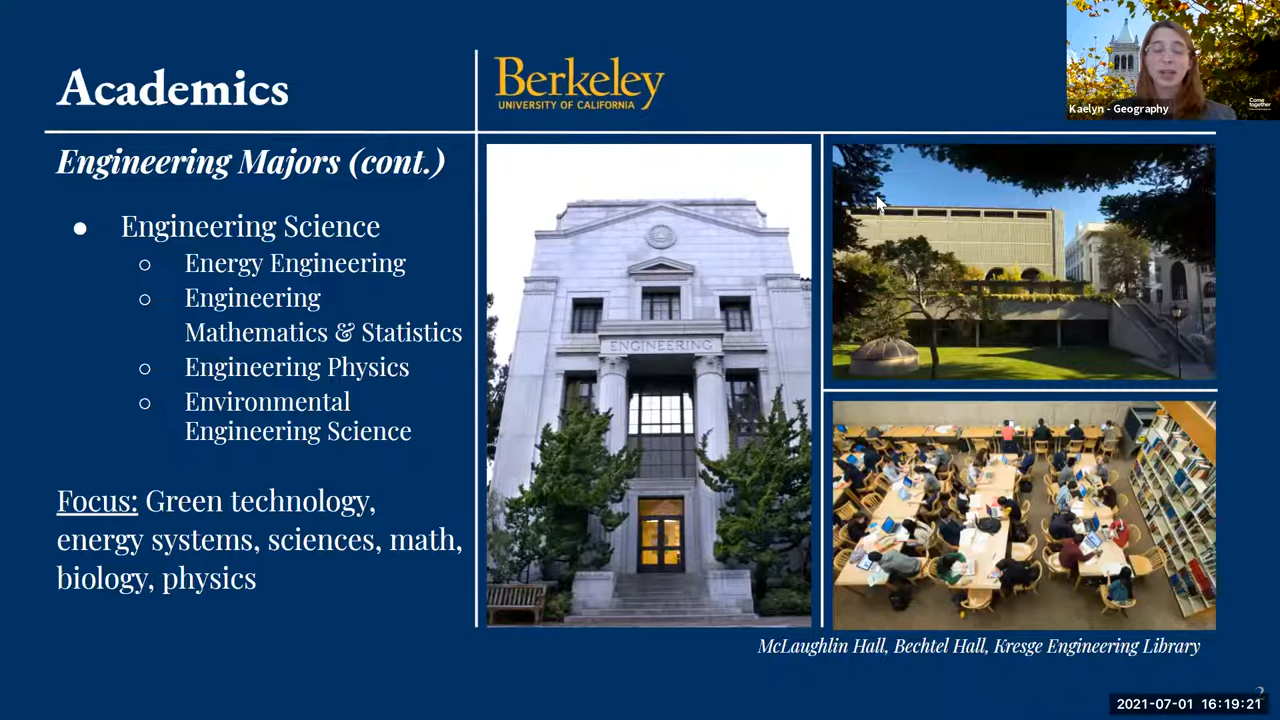 Academics
Berkeley
UNIVERSITY OF CALIFORNIA
Kaelyn - Geography
Engineering Majors (cont.)
● Engineering Science
○ Energy Engineering
○ Engineering
Mathematics & Statistics
○ Engineering Physics
○ Environmental
Engineering Science
Focus: Green technology,
energy systems, sciences, math,
biology, physics
ENGINEERING
McLaughlin Hall, Bechtel Hall, Kresge Engineering Library
2021-07-01 16:19:21